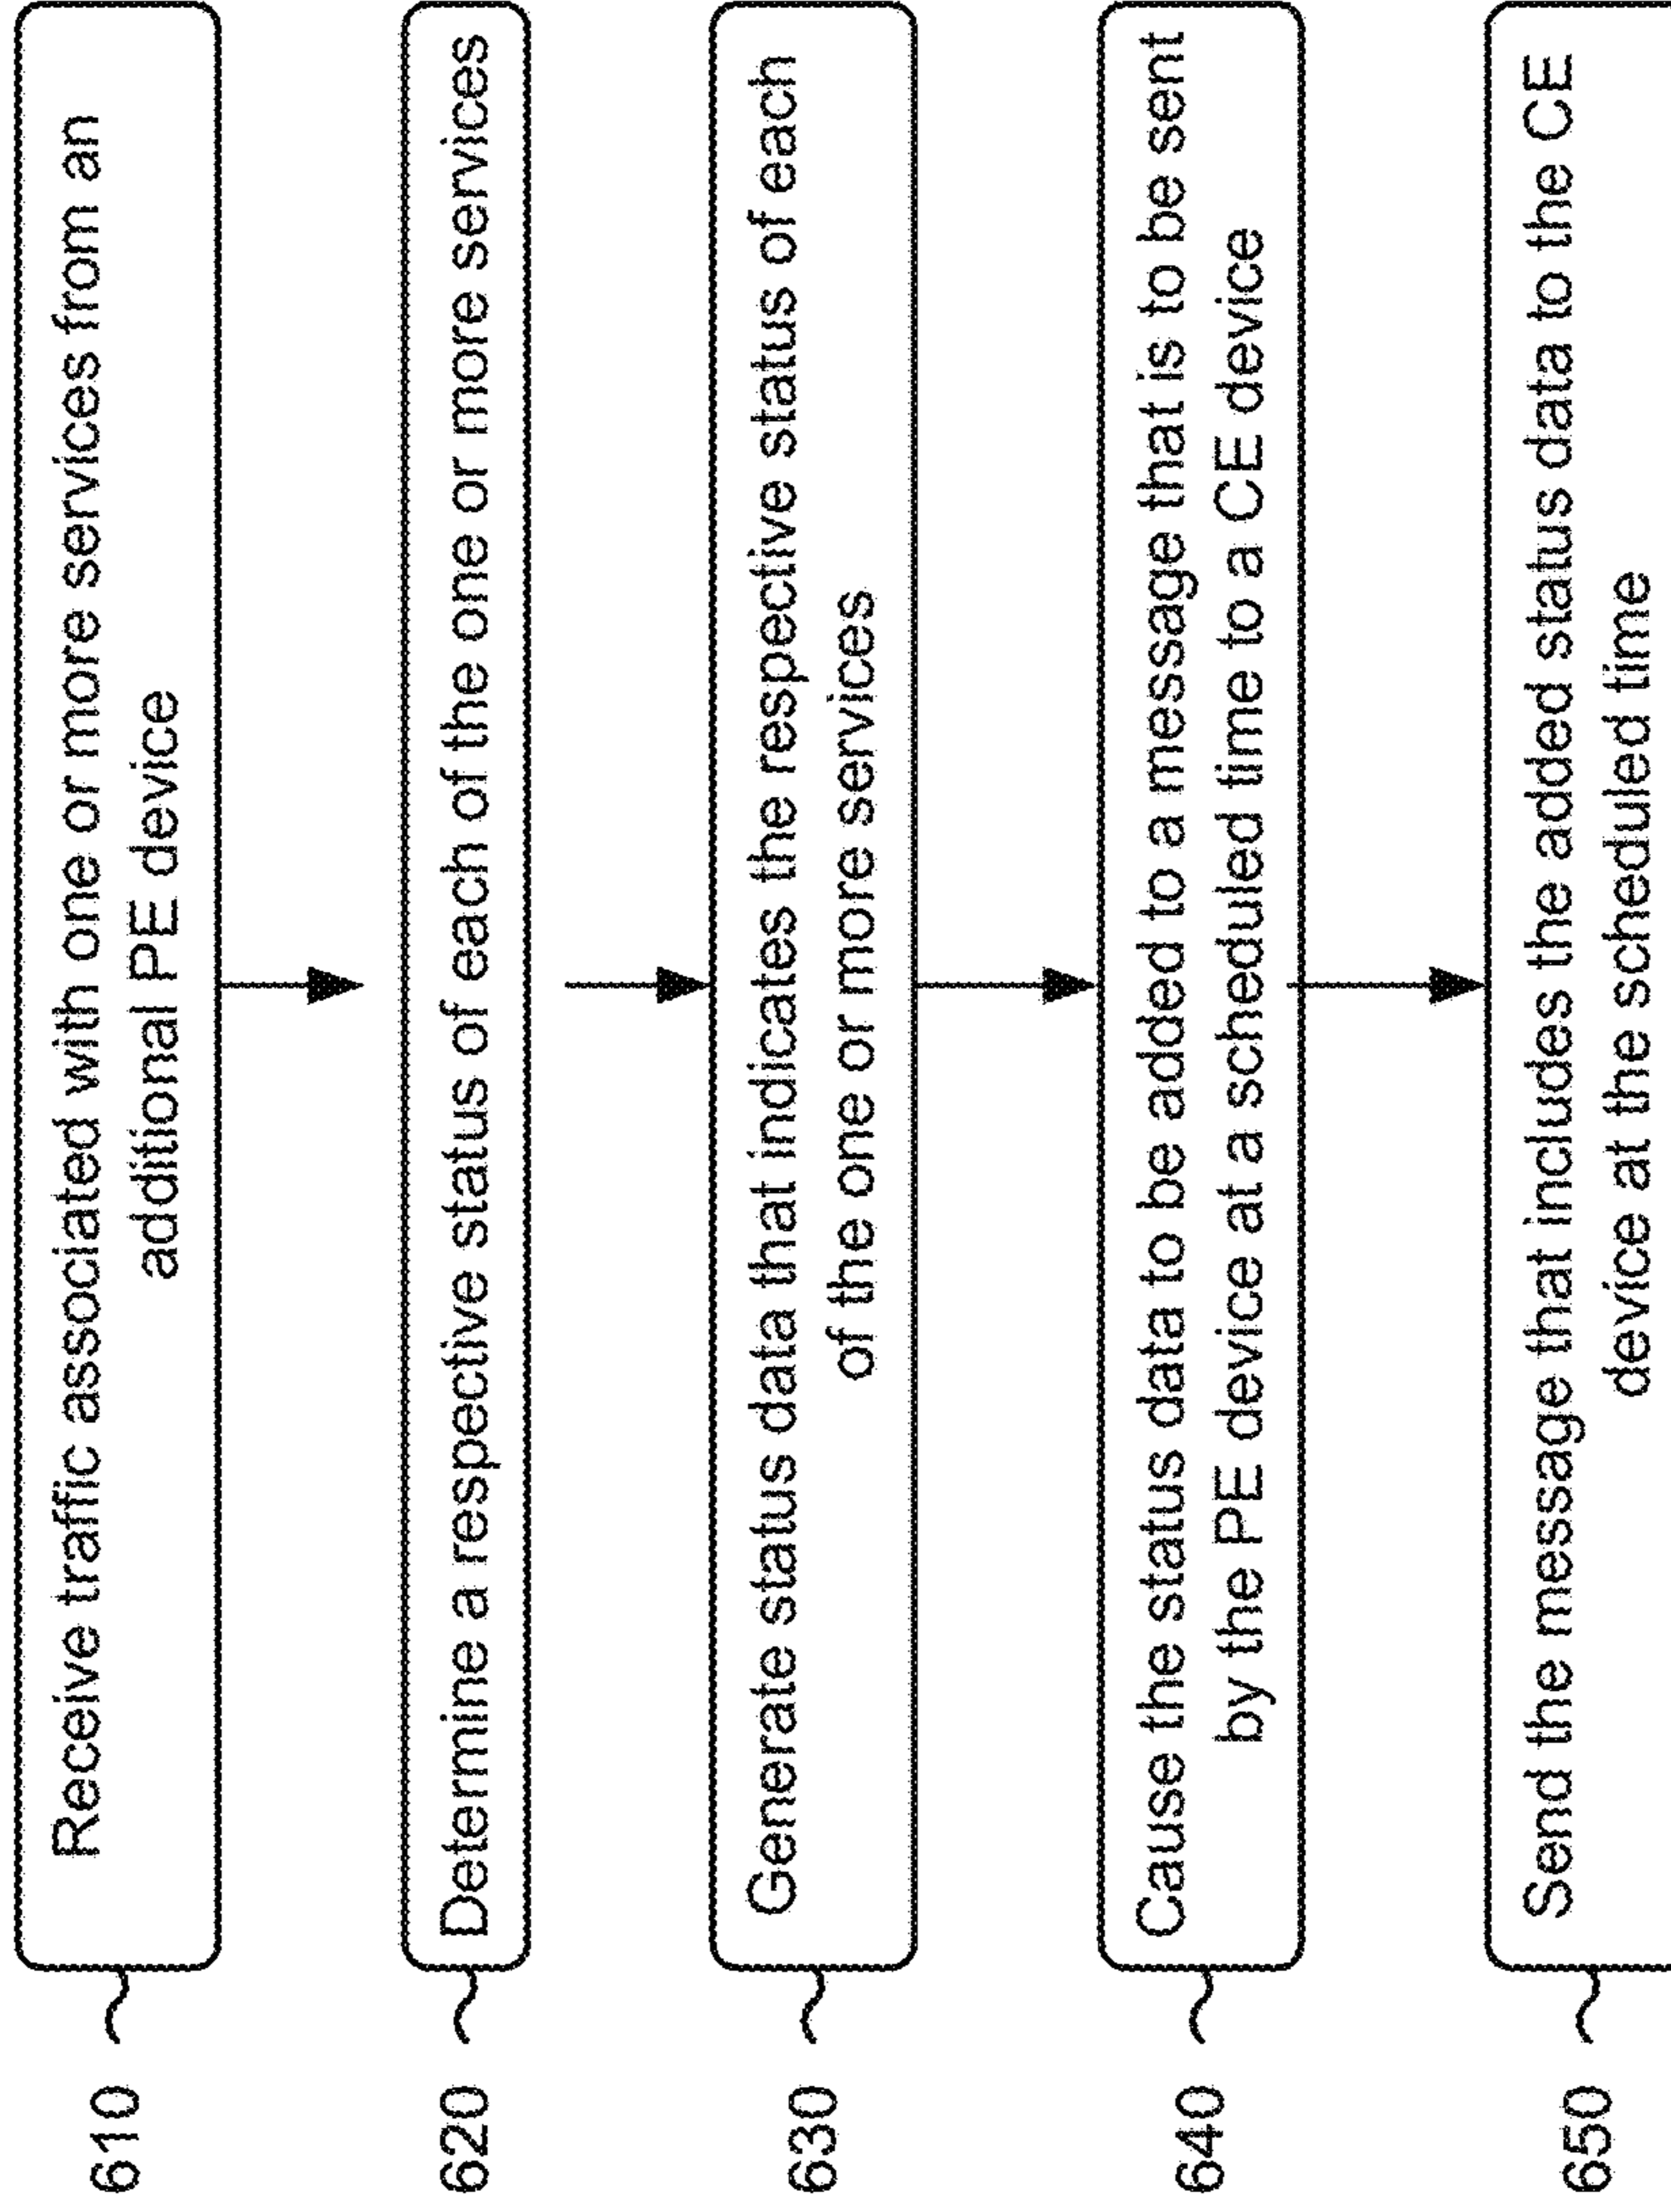 610
Receive traffic associated with one or more services from an
additional PE device
620
Determine a respective status of each of the one or more services
630
Generate status data that indicates the respective status of each
of the one or more services
640
Cause the status data to be added to a message that is to be sent
by the PE device at a scheduled time to a CE device
650
Send the message that includes the added status data to the CE
device at the scheduled time